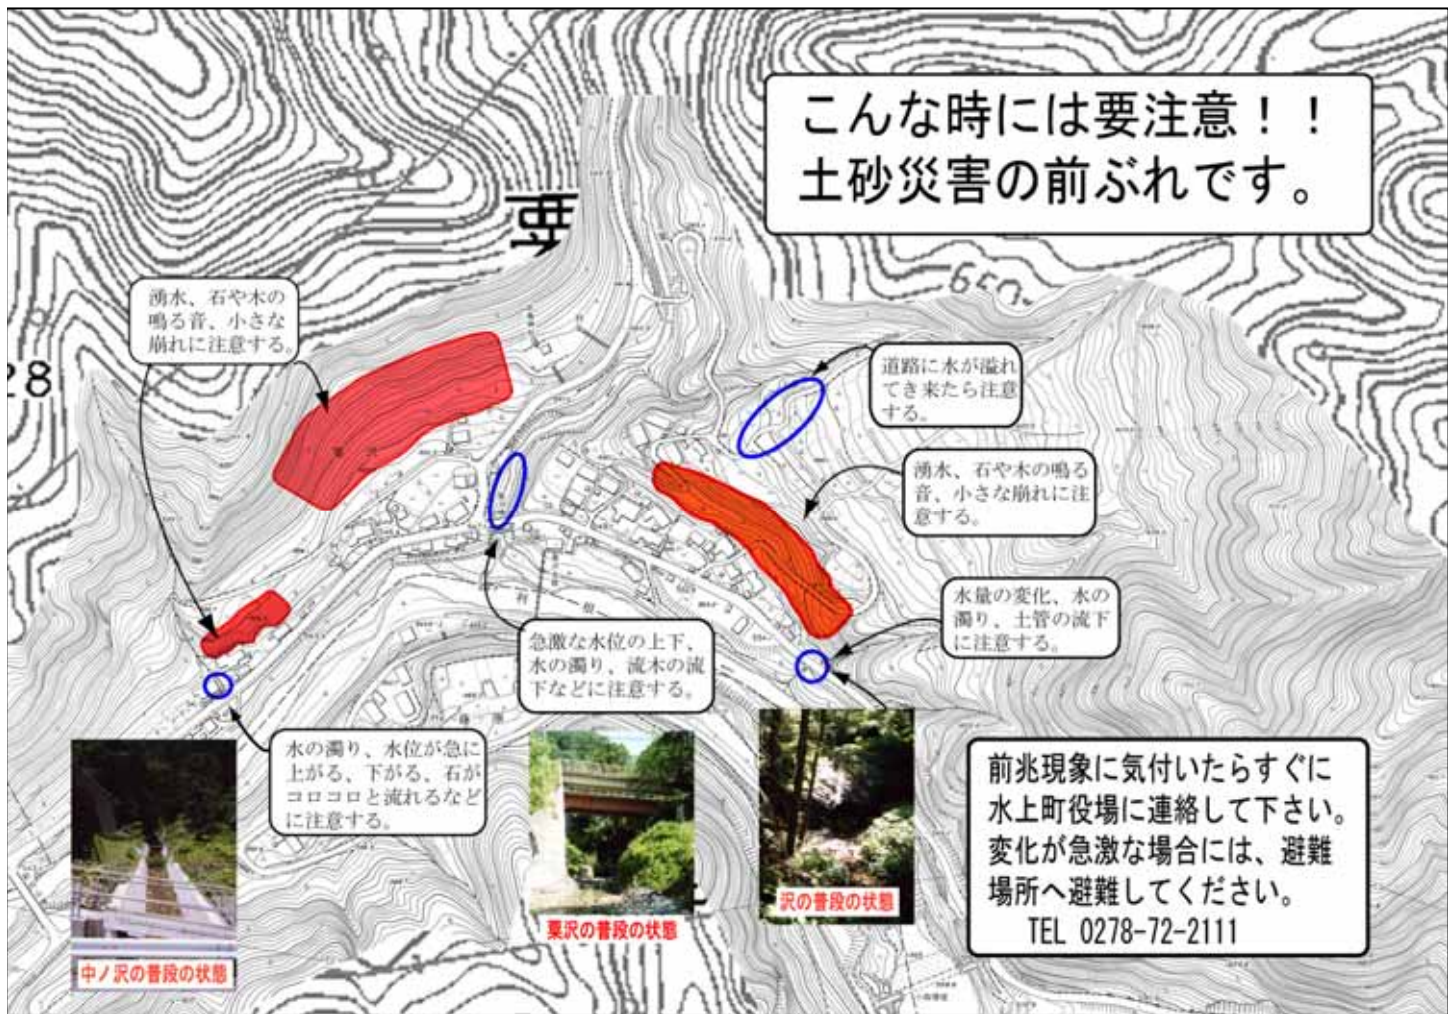 こんな時には要注意！！
土砂災害の前ぶれです。
650
28
湧水、石や木の
鳴る音、小さな
崩れに注意する。
道路に水が溢れ
てき来たら注意
する。
湧水、石や木の鳴る
音、小さな崩れに注
意する。
水量の変化、水の
濁り、土管の流下
に注意する。
急激な水位の上下、
水の濁り、流木の流
下などに注意する。
水の濁り、水位が急に
上がる、下がる、石が
コロコロと流れるなど
に注意する。
中ノ沢の普段の状態
粟沢の普段の状態
沢の普段の状態
前兆現象に気付いたらすぐに
水上町役場に連絡して下さい。
変化が急激な場合には、避難
場所へ避難してください。
TEL 0278-72-2111